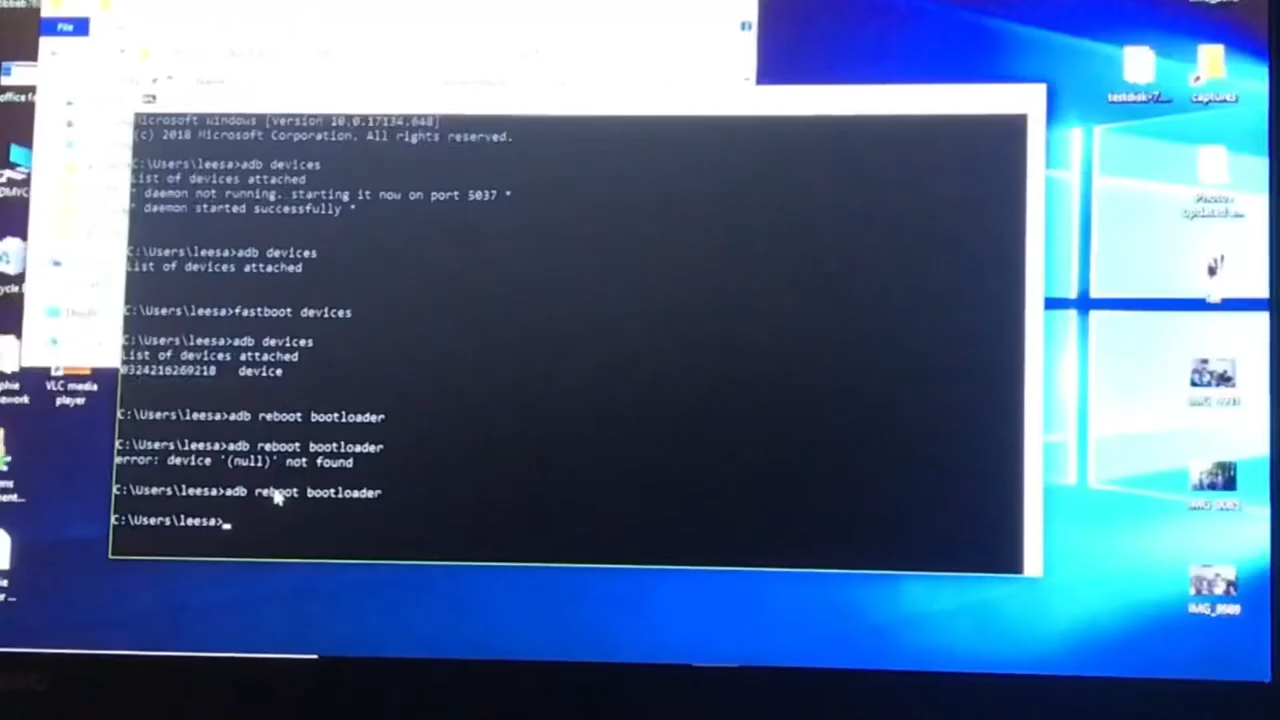 File
Microsoft Windows [Version 10.0.17134.648]
(c) 2018 Microsoft Corporation. All rights reserved.
C:\Users\leesa>adb devices
List of devices attached
* daemon not running. starting it now on port 5037 *
* daemon started successfully *
C:\Users\leesa>adb devices
List of devices attached
C:\Users\leesa>fastboot devices
C:\Users\leesa>adb devices
List of devices attached
0324216269218 device
C:\Users\leesa>adb reboot bootloader
C:\Users\leesa>adb reboot bootloader
error: device '(null)' not found
C:\Users\leesa>adb reboot bootloader
C:\Users\leesa>
VLC media
player
testdisk-7...
captures